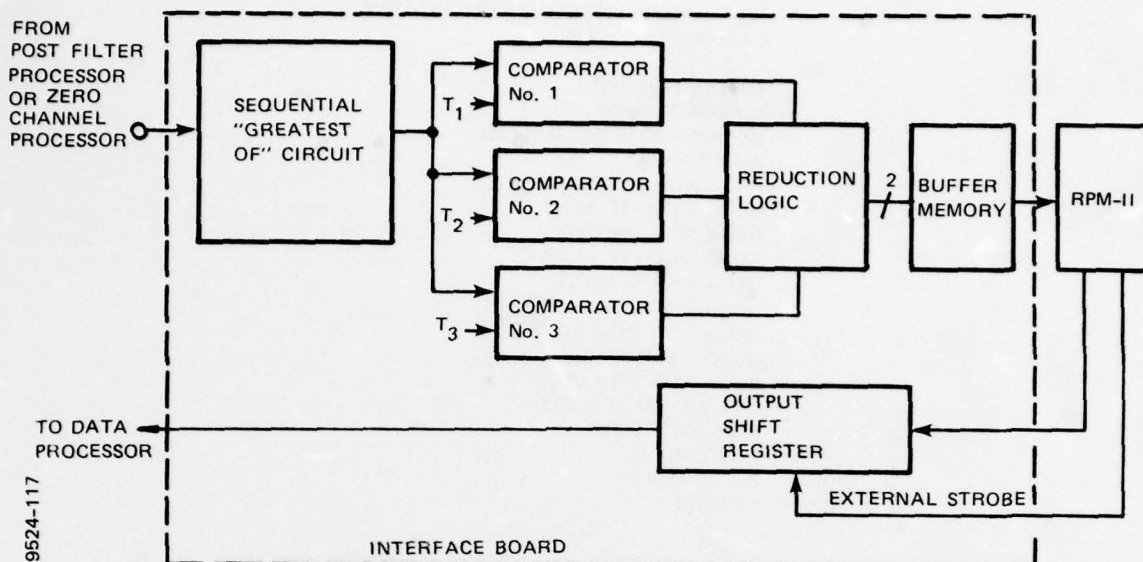 FROM
POST FILTER
PROCESSOR
OR ZERO
CHANNEL
PROCESSOR
SEQUENTIAL
"GREATEST
OF" CIRCUIT
T1
COMPARATOR
No. 1
T2
COMPARATOR
No. 2
T3
COMPARATOR
No. 3
REDUCTION
LOGIC
2
BUFFER
MEMORY
RPM-II
OUTPUT
SHIFT
REGISTER
EXTERNAL STROBE
TO DATA
PROCESSOR
9524-117
INTERFACE BOARD